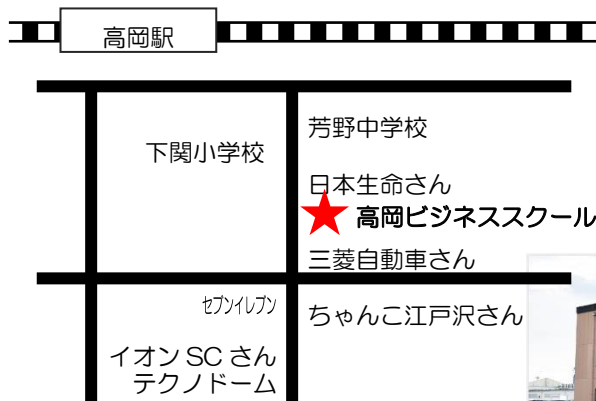 高岡駅
芳野中学校
下関小学校
日本生命さん
高岡ビジネススクール
三菱自動車さん
セブンイレブン
ちゃんこ江戸沢さん
イオン SC さん
テクノドーム